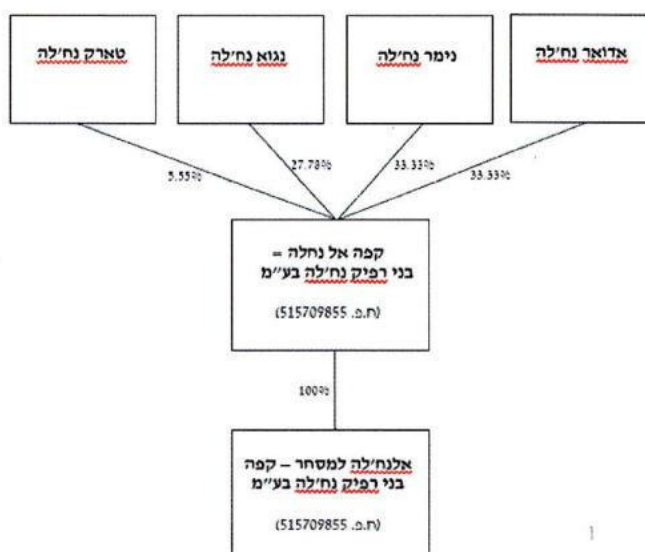 אדואר נח'לה
נימר נח'לה
נגוא נח'לה
טארק נח'לה
33.33%
33.33%
27.78%
5.55%
קפה אל נחלה =
בני רפיק נח'לה בע"מ
(ח.פ. 515709855)
100%
אלנח'לה למסחר – קפה
בני רפיק נח'לה בע"מ
(ח.פ. 515709855)
1